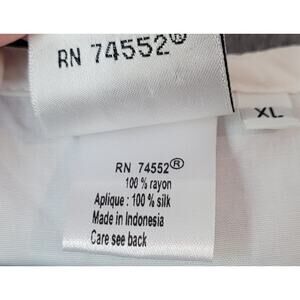 RN 74552®
XL
RN 74552®
100 % rayon
Aplique : 100 % silk
Made in Indonesia
Care see back